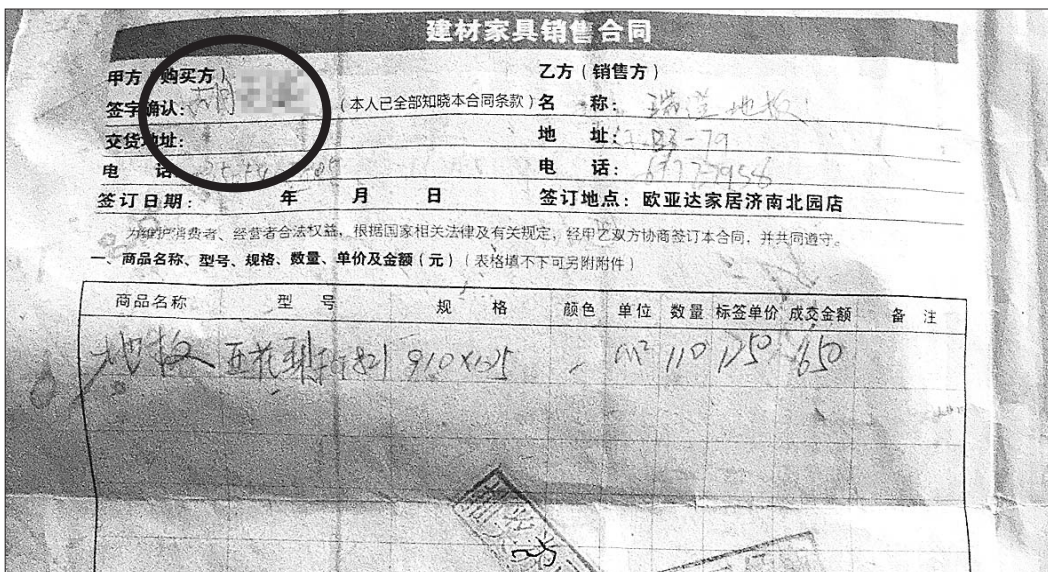 建材家具销售合同
甲方（购买方） 乙方（销售方）
签字确认： （本人已全部知晓本合同条款）名 称： 地板
交货地址： 地 址： -79
电 话： 电 话：
签订日期： 年 月 日 签订地点：欧亚达家居济南北园店
为维护消费者、经营者合法权益，根据国家相关法律及有关规定，经甲乙双方协商签订本合同，并共同遵守。
一、商品名称、型号、规格、数量、单价及金额（元）（表格填不下可另附附件）
商品名称 型 号 规 格 颜色 单位 数量 标签单价 成交金额 备 注
地板 910×125 m² 110 1250 650